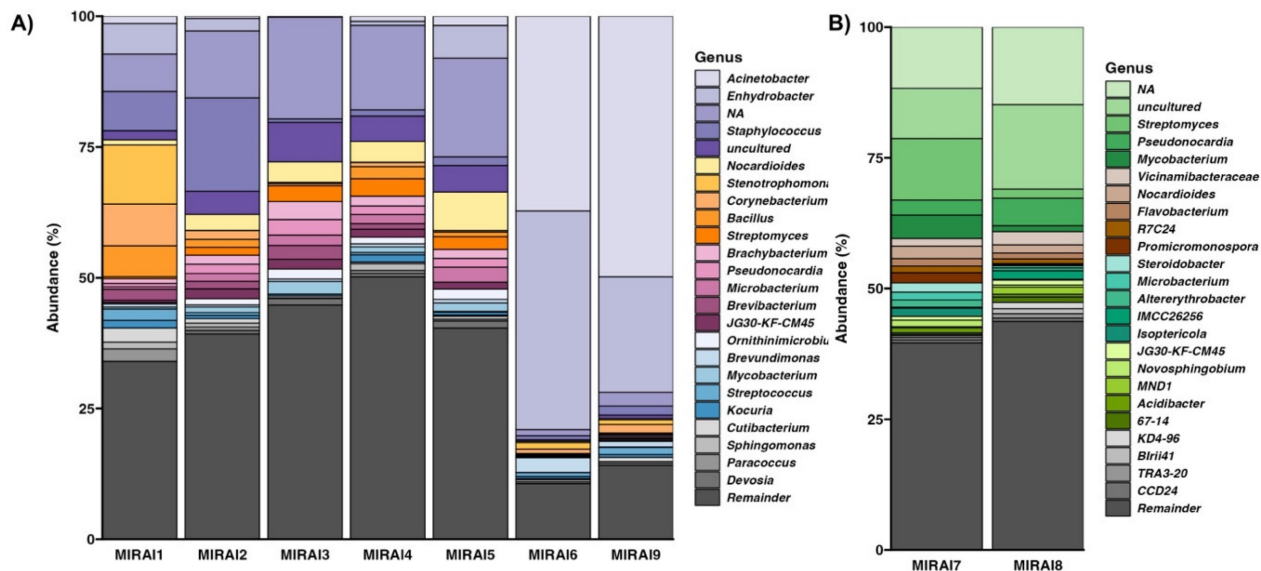 A)
Abundance (%)
100
75
50
25
0
MIRAI1
MIRAI2
MIRAI3
MIRAI4
MIRAI5
MIRAI6
MIRAI9
Genus
Acinetobacter
Enhydrobacter
NA
Staphylococcus
uncultured
Nocardioides
Stenotrophomona
Corynebacterium
Bacillus
Streptomyces
Brachybacterium
Pseudonocardia
Microbacterium
Brevibacterium
JG30-KF-CM45
Ornithinimicrobiu
Brevundimonas
Mycobacterium
Streptococcus
Kocuria
Cutibacterium
Sphingomonas
Paracoccus
Devosia
Remainder
B)
Abundance (%)
100
75
50
25
0
MIRAI7
MIRAI8
Genus
NA
uncultured
Streptomyces
Pseudonocardia
Mycobacterium
Vicinamibacteraceae
Nocardioides
Flavobacterium
R7C24
Promicromonospora
Steroidobacter
Microbacterium
Altererythrobacter
IMCC26256
Isoptericola
JG30-KF-CM45
Novosphingobium
MND1
Acidibacter
67-14
KD4-96
BIrii41
TRA3-20
CCD24
Remainder